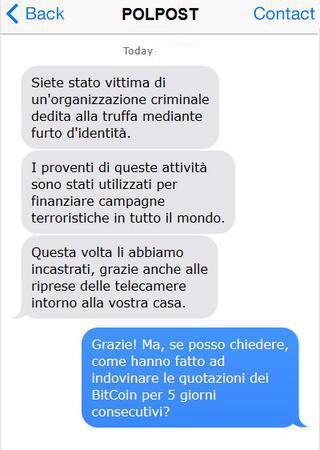 Back POLPOST Contact
Today
Siete stato vittima di
un'organizzazione criminale
dedita alla truffa mediante
furto d'identità.
I proventi di queste attività
sono stati utilizzati per
finanziare campagne
terroristiche in tutto il mondo.
Questa volta li abbiamo
incastrati, grazie anche alle
riprese delle telecamere
intorno alla vostra casa.
Grazie! Ma, se posso chiedere,
come hanno fatto ad
indovinare le quotazioni dei
BitCoin per 5 giorni
consecutivi?